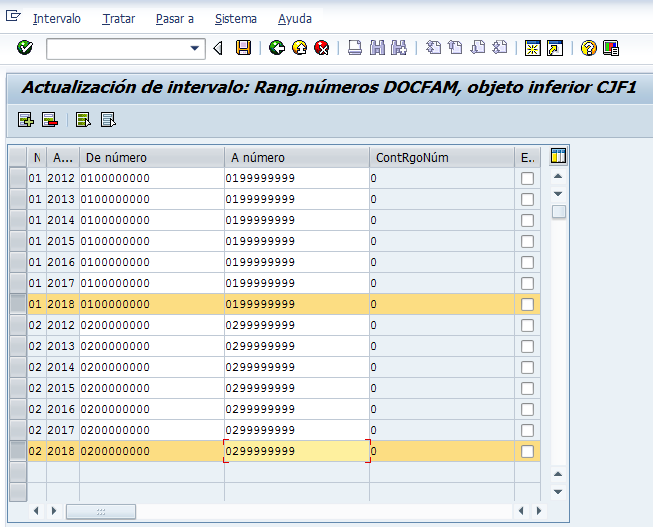 Intervalo Tratar Pasar a Sistema Ayuda
Actualización de intervalo: Rang.números DOCFAM, objeto inferior CJF1
N A... De número A número ContRgoNúm E..
01 2012 0100000000 0199999999 0
01 2013 0100000000 0199999999 0
01 2014 0100000000 0199999999 0
01 2015 0100000000 0199999999 0
01 2016 0100000000 0199999999 0
01 2017 0100000000 0199999999 0
01 2018 0100000000 0199999999 0
02 2012 0200000000 0299999999 0
02 2013 0200000000 0299999999 0
02 2014 0200000000 0299999999 0
02 2015 0200000000 0299999999 0
02 2016 0200000000 0299999999 0
02 2017 0200000000 0299999999 0
02 2018 0200000000 0299999999 0